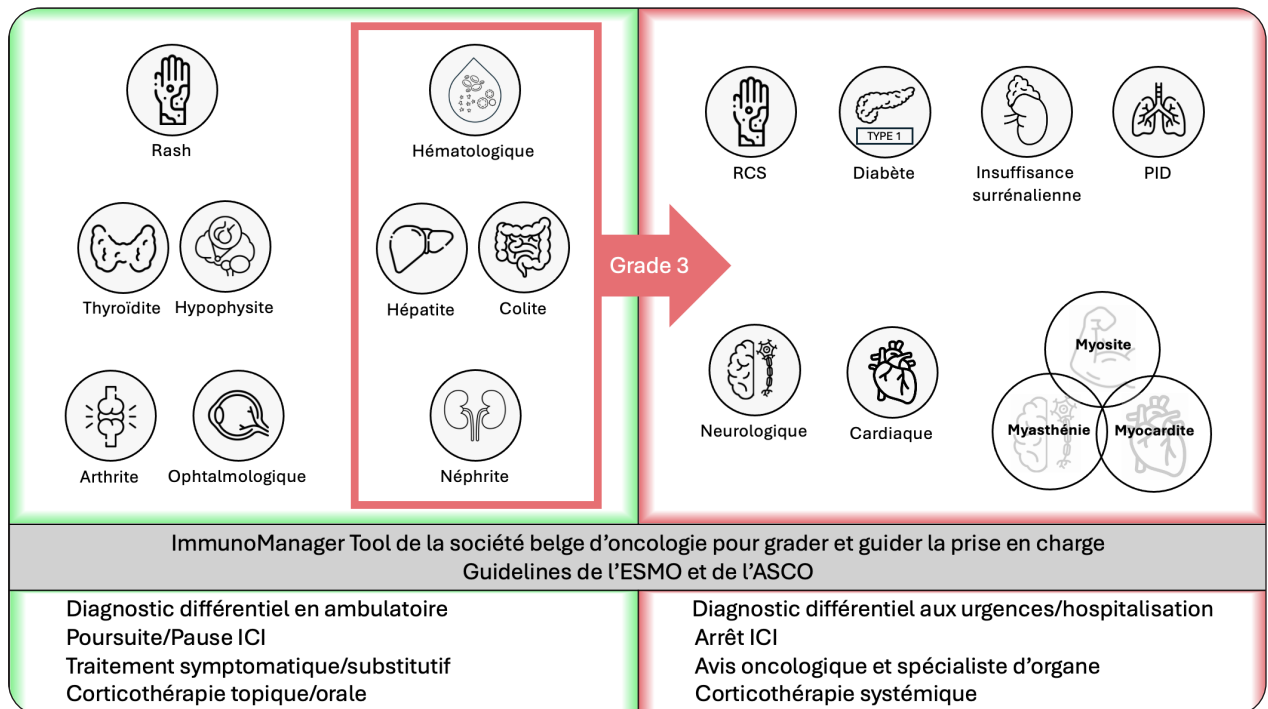 Rash
Hématologique
Thyroïdite
Hypophysite
Hépatite
Colite
Arthrite
Ophtalmologique
Néphrite
Grade 3
RCS
TYPE 1
Diabète
Insuffisance
surrénalienne
PID
Neurologique
Cardiaque
Myosite
Myasthénie
Myocardite
ImmunoManager Tool de la société belge d’oncologie pour grader et guider la prise en charge
Guidelines de l’ESMO et de l’ASCO
Diagnostic différentiel en ambulatoire
Poursuite/Pause ICI
Traitement symptomatique/substitutif
Corticothérapie topique/orale
Diagnostic différentiel aux urgences/hospitalisation
Arrêt ICI
Avis oncologique et spécialiste d’organe
Corticothérapie systémique